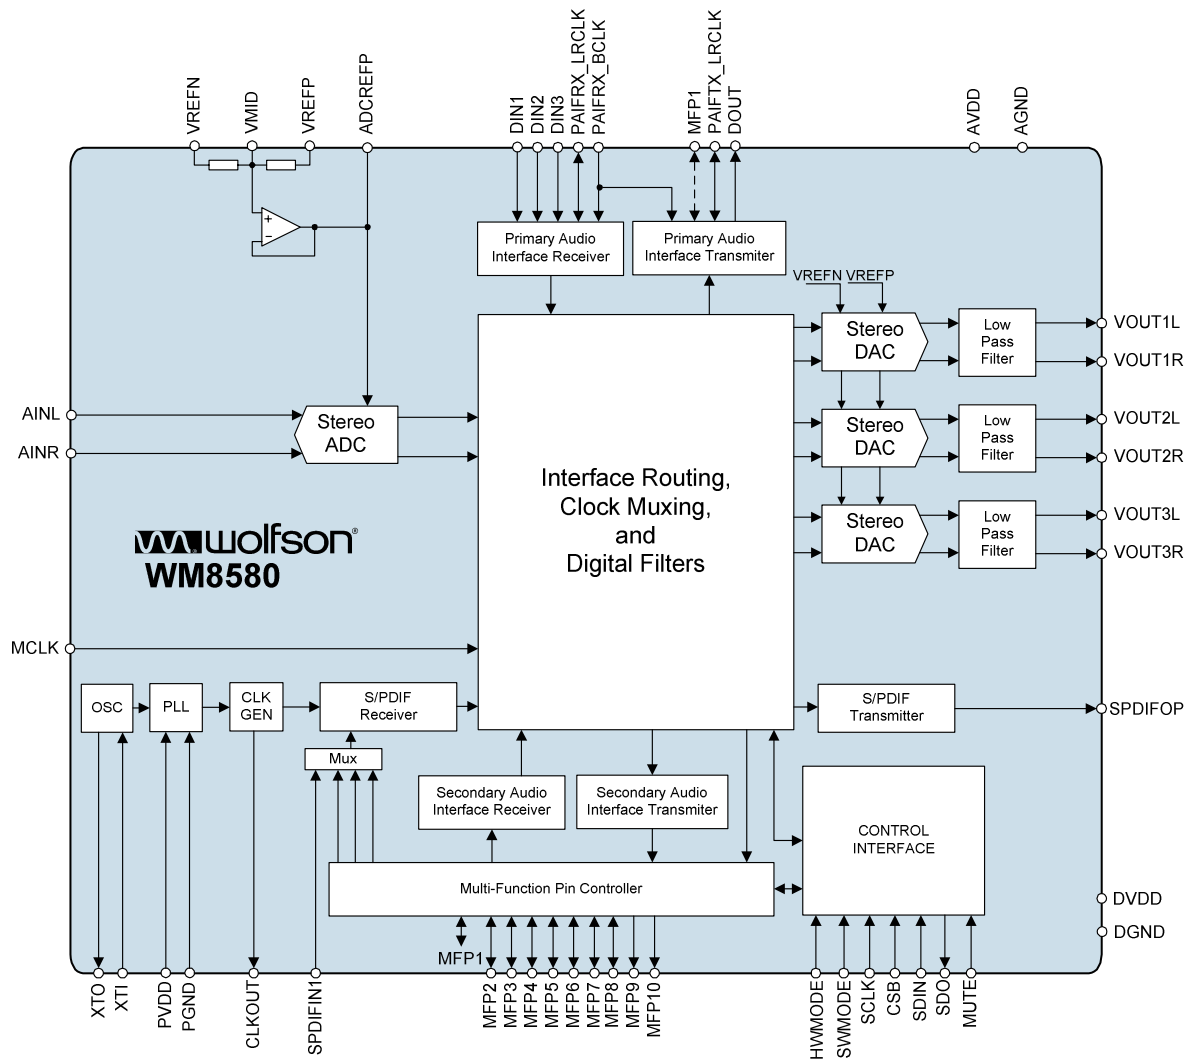 VREFN
VMID
VREFP
ADCREFP
DIN1
DIN2
DIN3
PAIFRX_LRCLK
PAIFRX_BCLK
MFP1
PAIFTX_LRCLK
DOUT
AVDD
AGND
+
−
Primary Audio
Interface Receiver
Primary Audio
Interface Transmiter
VREFN VREFP
Stereo
DAC
Low
Pass
Filter
VOUT1L
VOUT1R
AINL
AINR
Stereo
ADC
Stereo
DAC
Low
Pass
Filter
VOUT2L
VOUT2R
Interface Routing,
Clock Muxing,
and
Digital Filters
Stereo
DAC
Low
Pass
Filter
VOUT3L
VOUT3R
wolfson®
WM8580
MCLK
OSC
PLL
CLK
GEN
S/PDIF
Receiver
S/PDIF
Transmitter
SPDIFOP
Mux
Secondary Audio
Interface Receiver
Secondary Audio
Interface Transmiter
CONTROL
INTERFACE
Multi-Function Pin Controller
DVDD
DGND
MFP1
XTO
XTI
PVDD
PGND
CLKOUT
SPDIFIN1
MFP2
MFP3
MFP4
MFP5
MFP6
MFP7
MFP8
MFP9
MFP10
HWMODE
SWMODE
SCLK
CSB
SDIN
SDO
MUTE